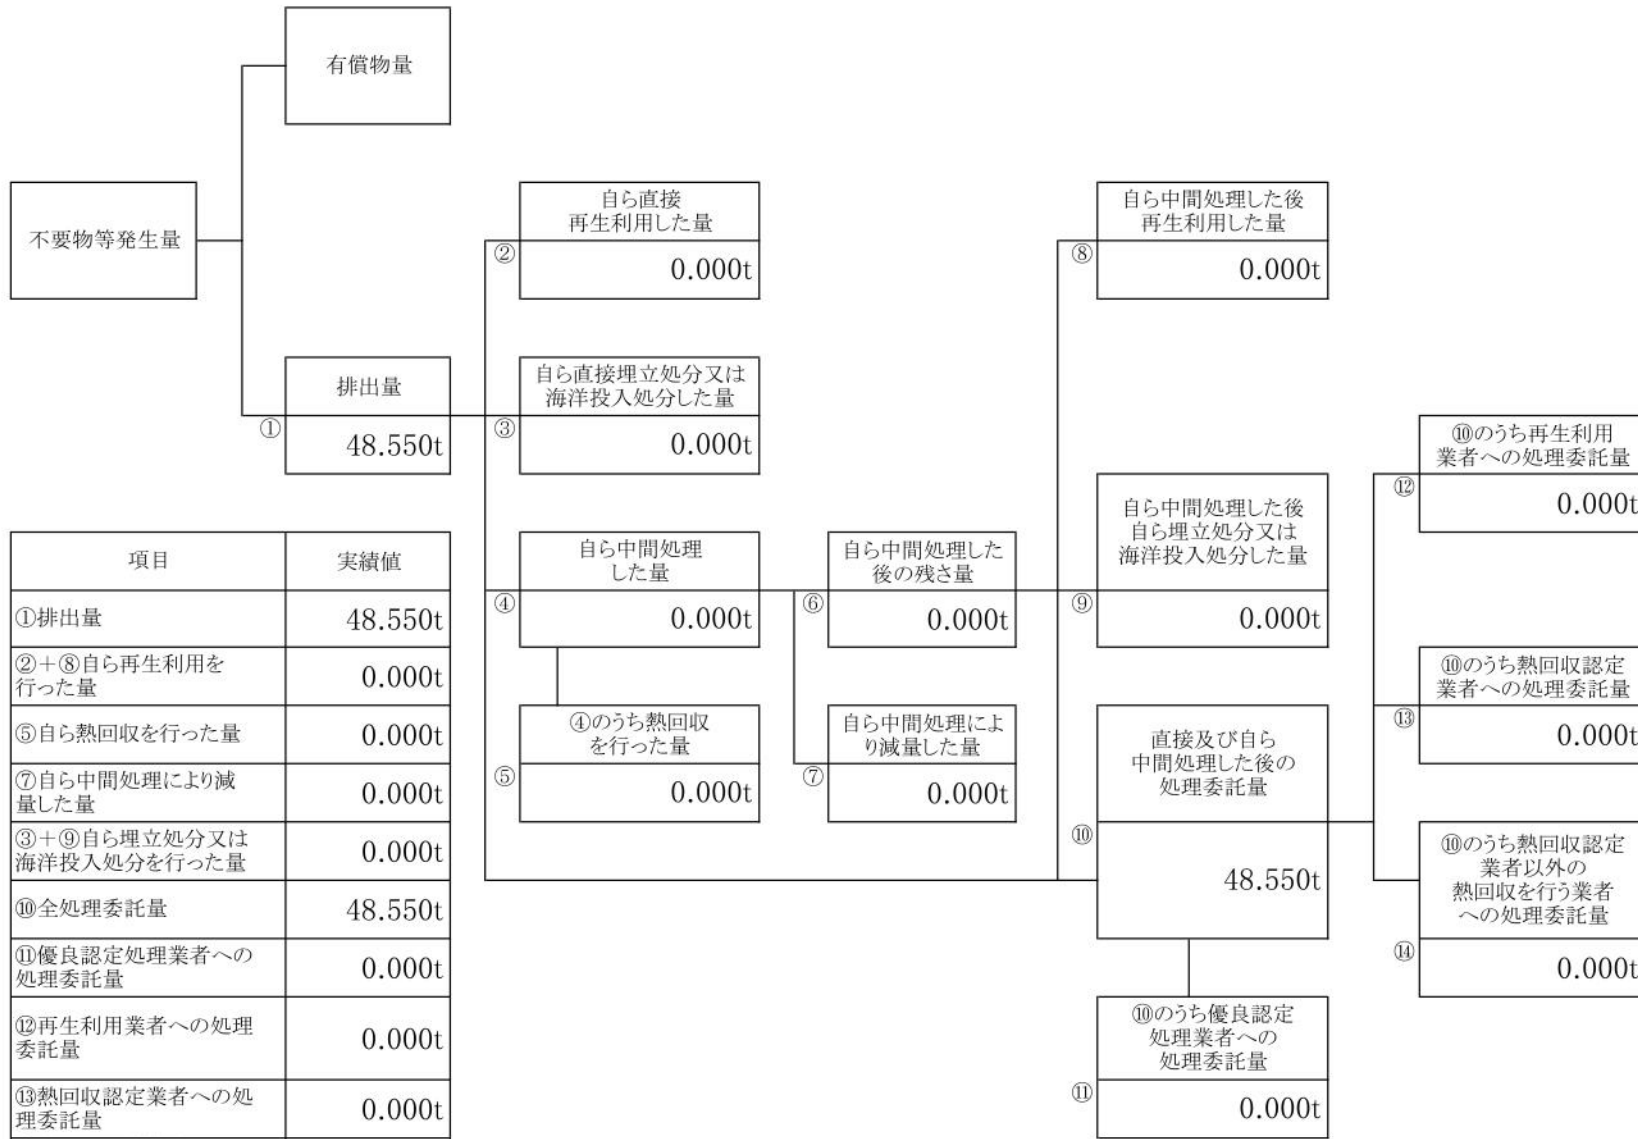 有償物量
不要物等発生量
自ら直接
再生利用した量
②
0.000t
自ら中間処理した後
再生利用した量
⑧
0.000t
排出量
①
48.550t
自ら直接埋立処分又は
海洋投入処分した量
③
0.000t
⑩のうち再生利用
業者への処理委託量
⑫
0.000t
自ら中間処理した後
自ら埋立処分又は
海洋投入処分した量
⑨
0.000t
自ら中間処理
した量
④
0.000t
自ら中間処理した
後の残さ量
⑥
0.000t
④のうち熱回収
を行った量
⑤
0.000t
自ら中間処理によ
り減量した量
⑦
0.000t
直接及び自ら
中間処理した後の
処理委託量
⑩
48.550t
⑩のうち熱回収認定
業者への処理委託量
⑬
0.000t
⑩のうち熱回収認定
業者以外の
熱回収を行う業者
への処理委託量
⑭
0.000t
⑩のうち優良認定
処理業者への
処理委託量
⑪
0.000t
項目 実績値
①排出量 48.550t
②+⑧自ら再生利用を
行った量 0.000t
⑤自ら熱回収を行った量 0.000t
⑦自ら中間処理により減
量した量 0.000t
③+⑨自ら埋立処分又は
海洋投入処分を行った量 0.000t
⑩全処理委託量 48.550t
⑪優良認定処理業者への
処理委託量 0.000t
⑫再生利用業者への処理
委託量 0.000t
⑬熱回収認定業者への処
理委託量 0.000t